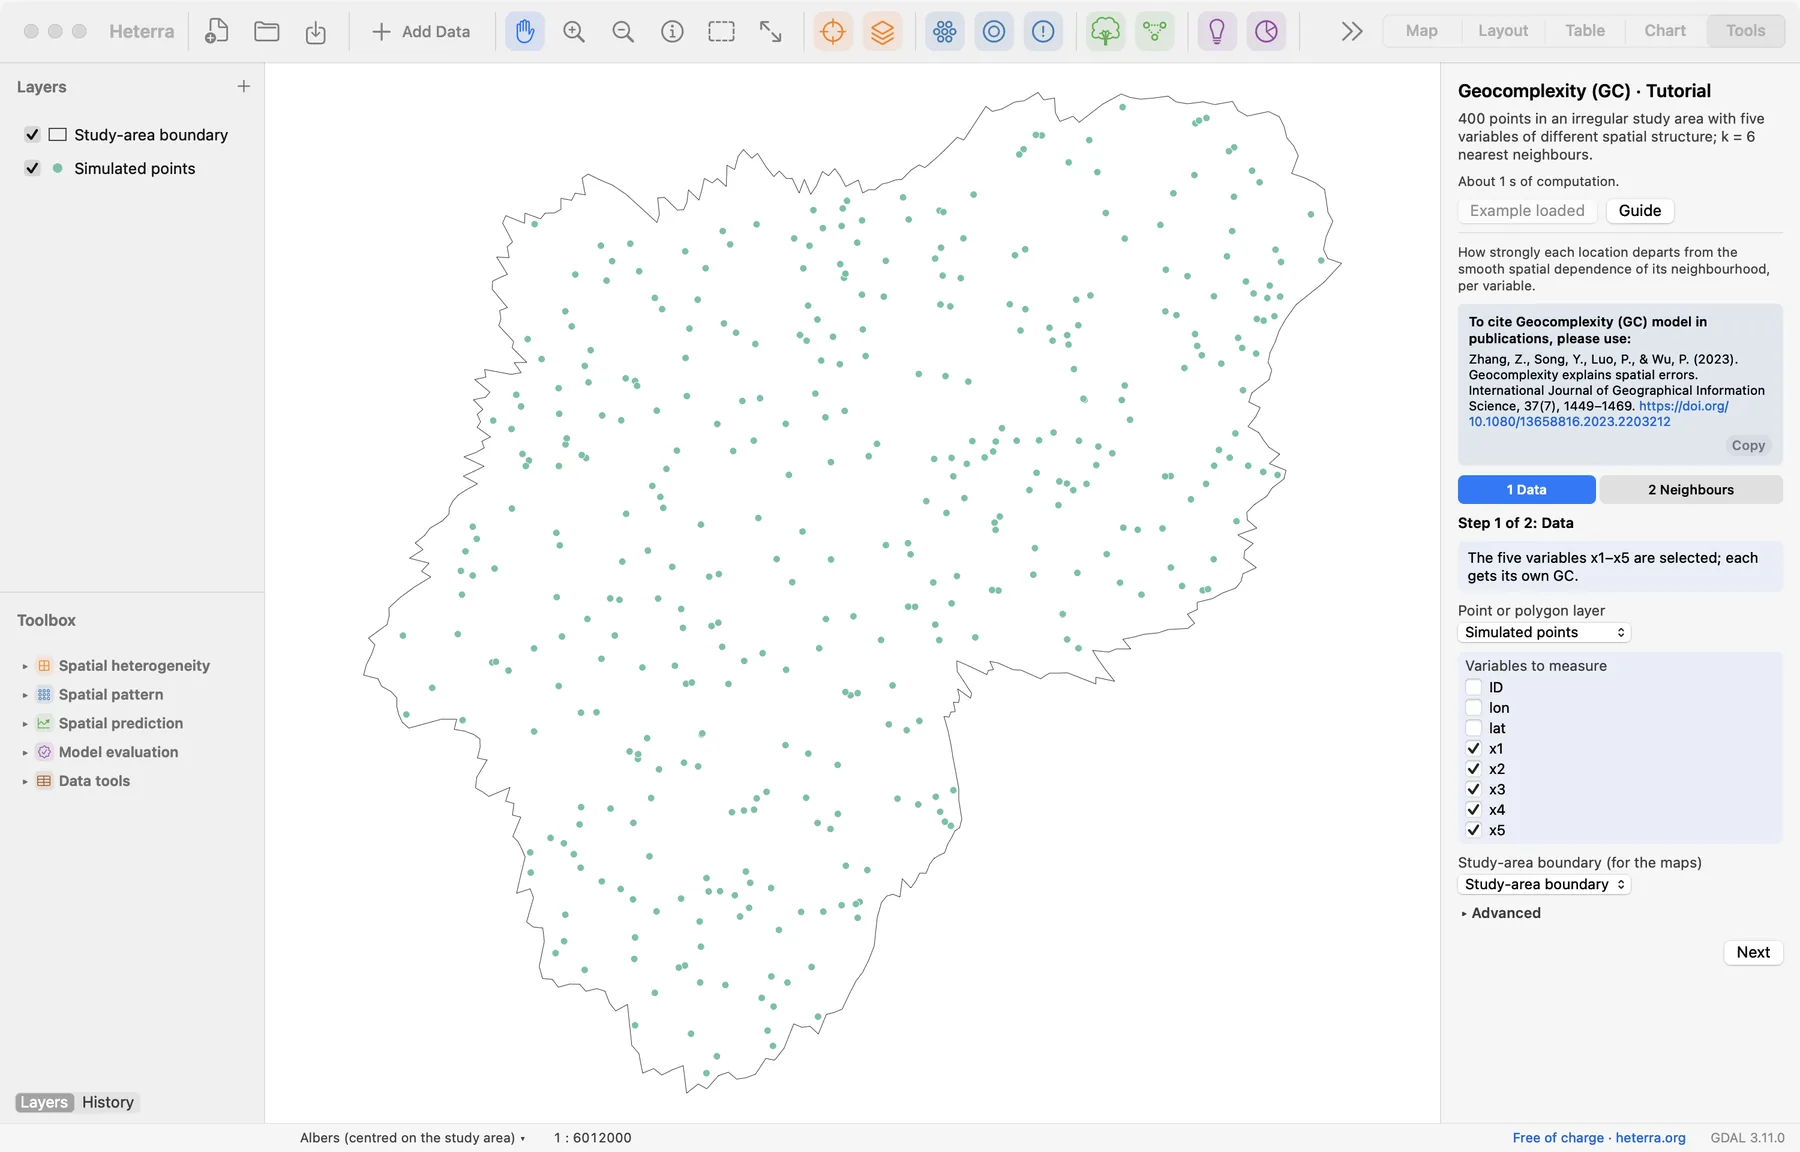 Heterra
Add Data
Map
Layout
Table
Chart
Tools
Layers
Study-area boundary
Simulated points
Toolbox
Spatial heterogeneity
Spatial pattern
Spatial prediction
Model evaluation
Data tools
Layers
History
Geocomplexity (GC) · Tutorial
400 points in an irregular study area with five
variables of different spatial structure; k = 6
nearest neighbours.
About 1 s of computation.
Example loaded
Guide
How strongly each location departs from the
smooth spatial dependence of its neighbourhood,
per variable.
To cite Geocomplexity (GC) model in
publications, please use:
Zhang, Z., Song, Y., Luo, P., & Wu, P. (2023).
Geocomplexity explains spatial errors.
International Journal of Geographical Information
Science, 37(7), 1449–1469. https://doi.org/
10.1080/13658816.2023.2203212
Copy
1 Data
2 Neighbours
Step 1 of 2: Data
The five variables x1–x5 are selected; each
gets its own GC.
Point or polygon layer
Simulated points
Variables to measure
ID
lon
lat
x1
x2
x3
x4
x5
Study-area boundary (for the maps)
Study-area boundary
Advanced
Next
Albers (centred on the study area)
1 : 6012000
Free of charge · heterra.org
GDAL 3.11.0